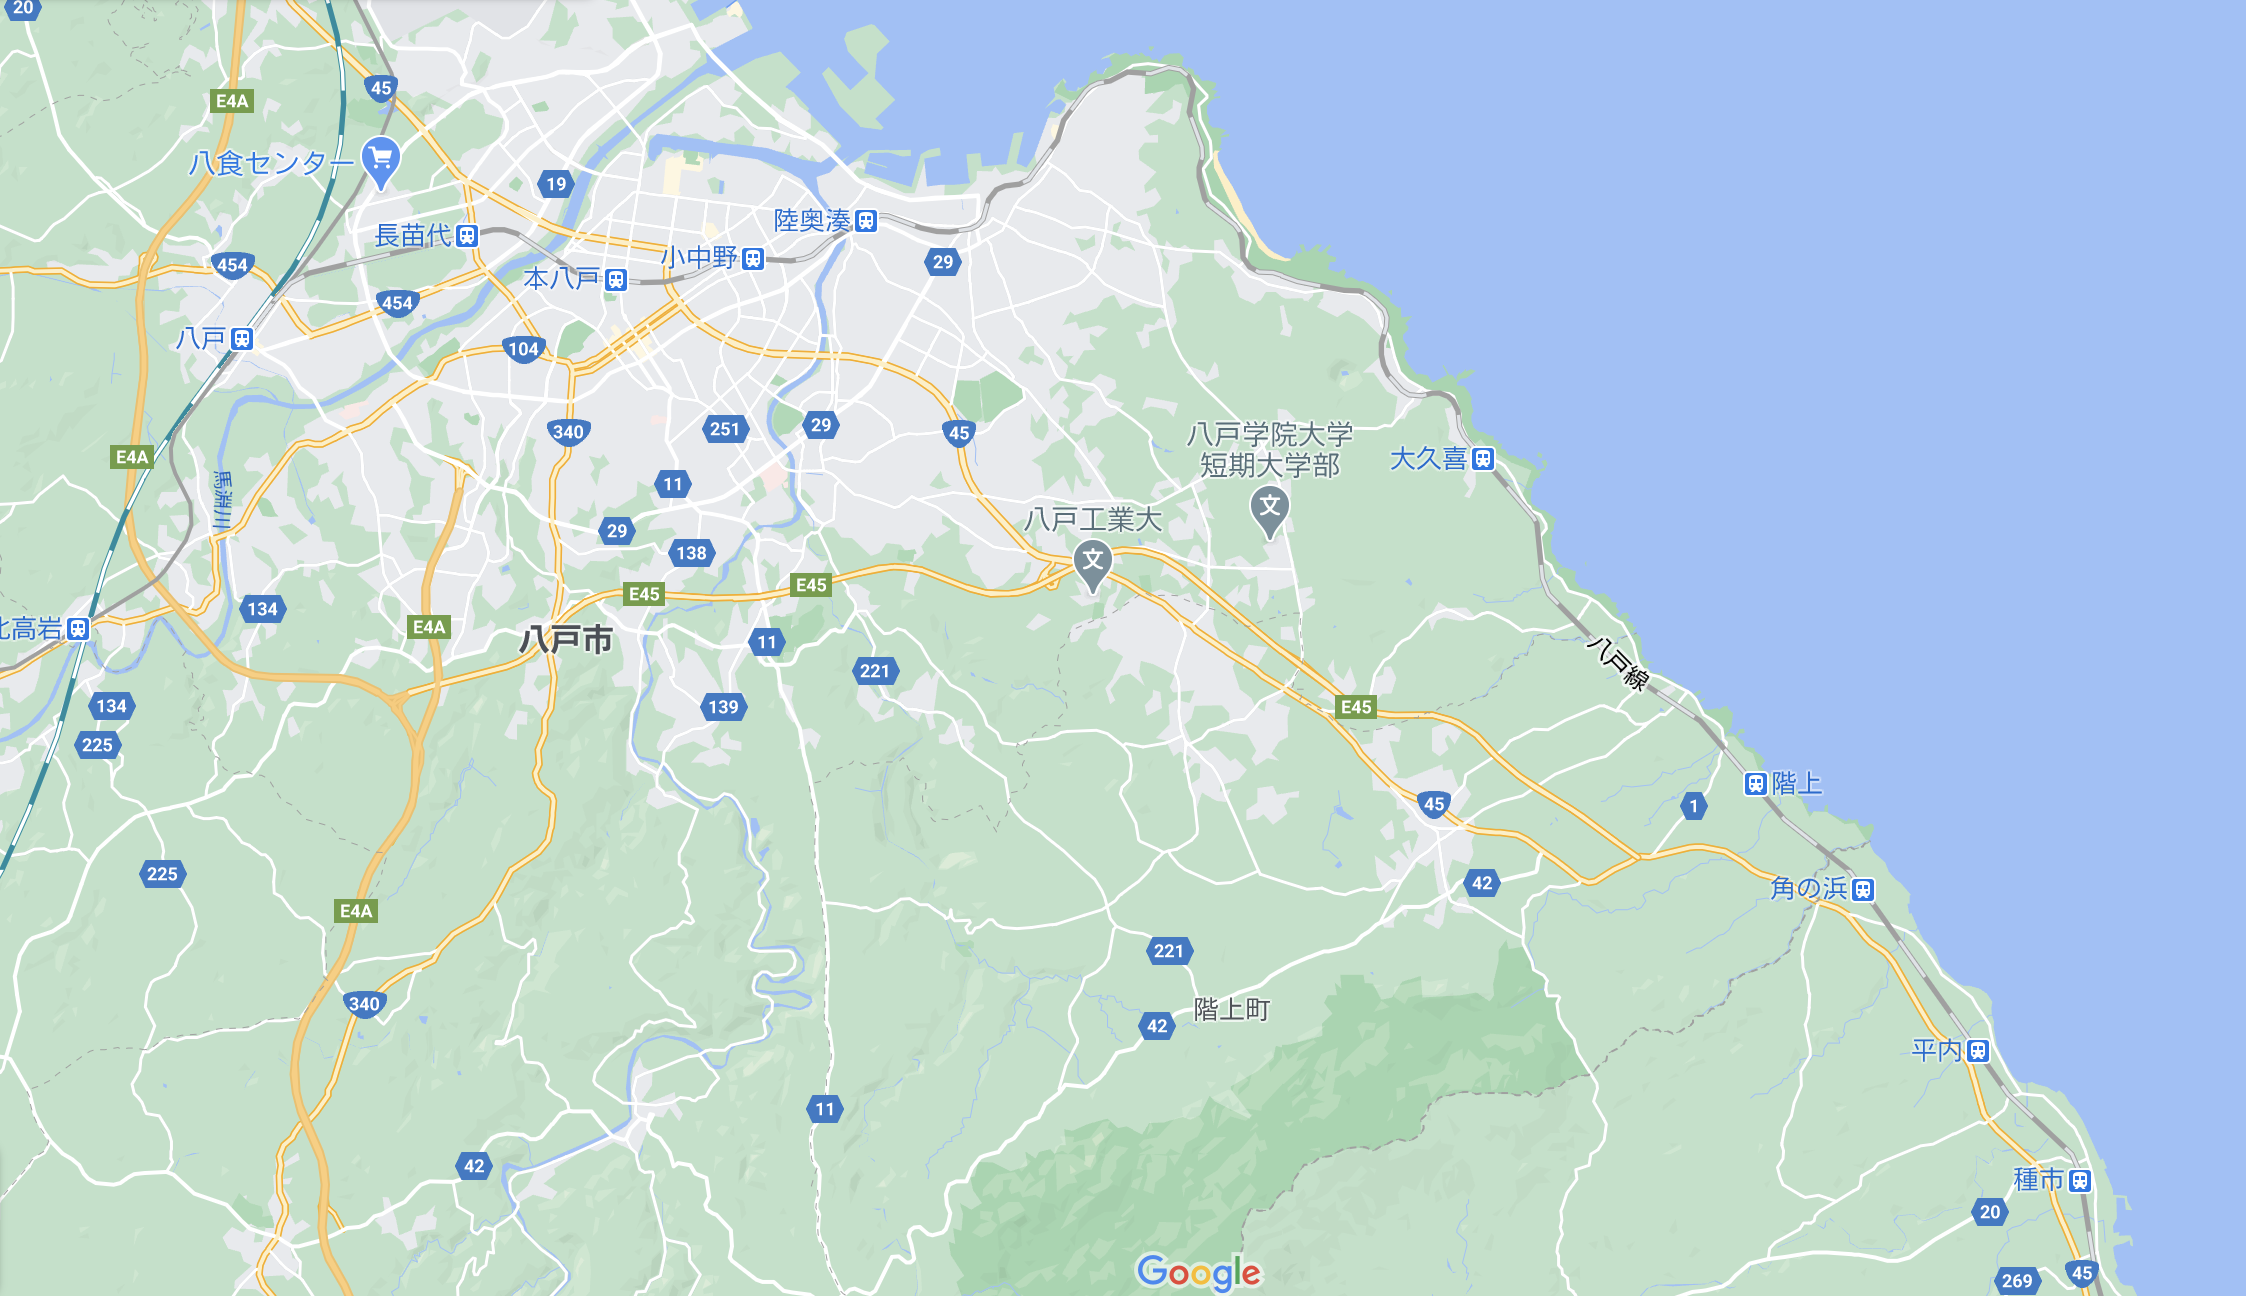 20
45
E4A
八食センター
19
長苗代
陸奥湊
小中野
本八戸
29
454
454
八戸
104
340
251
29
45
E4A
馬淵川
11
29
138
八戸学院大学
短期大学部
大久喜
八戸工業大
E45
E45
134
E4A
北高岩
八戸市
11
221
八戸線
134
139
E45
225
45
1
階上
225
42
角の浜
E4A
221
340
階上町
42
平内
11
42
種市
20
Google
269
45